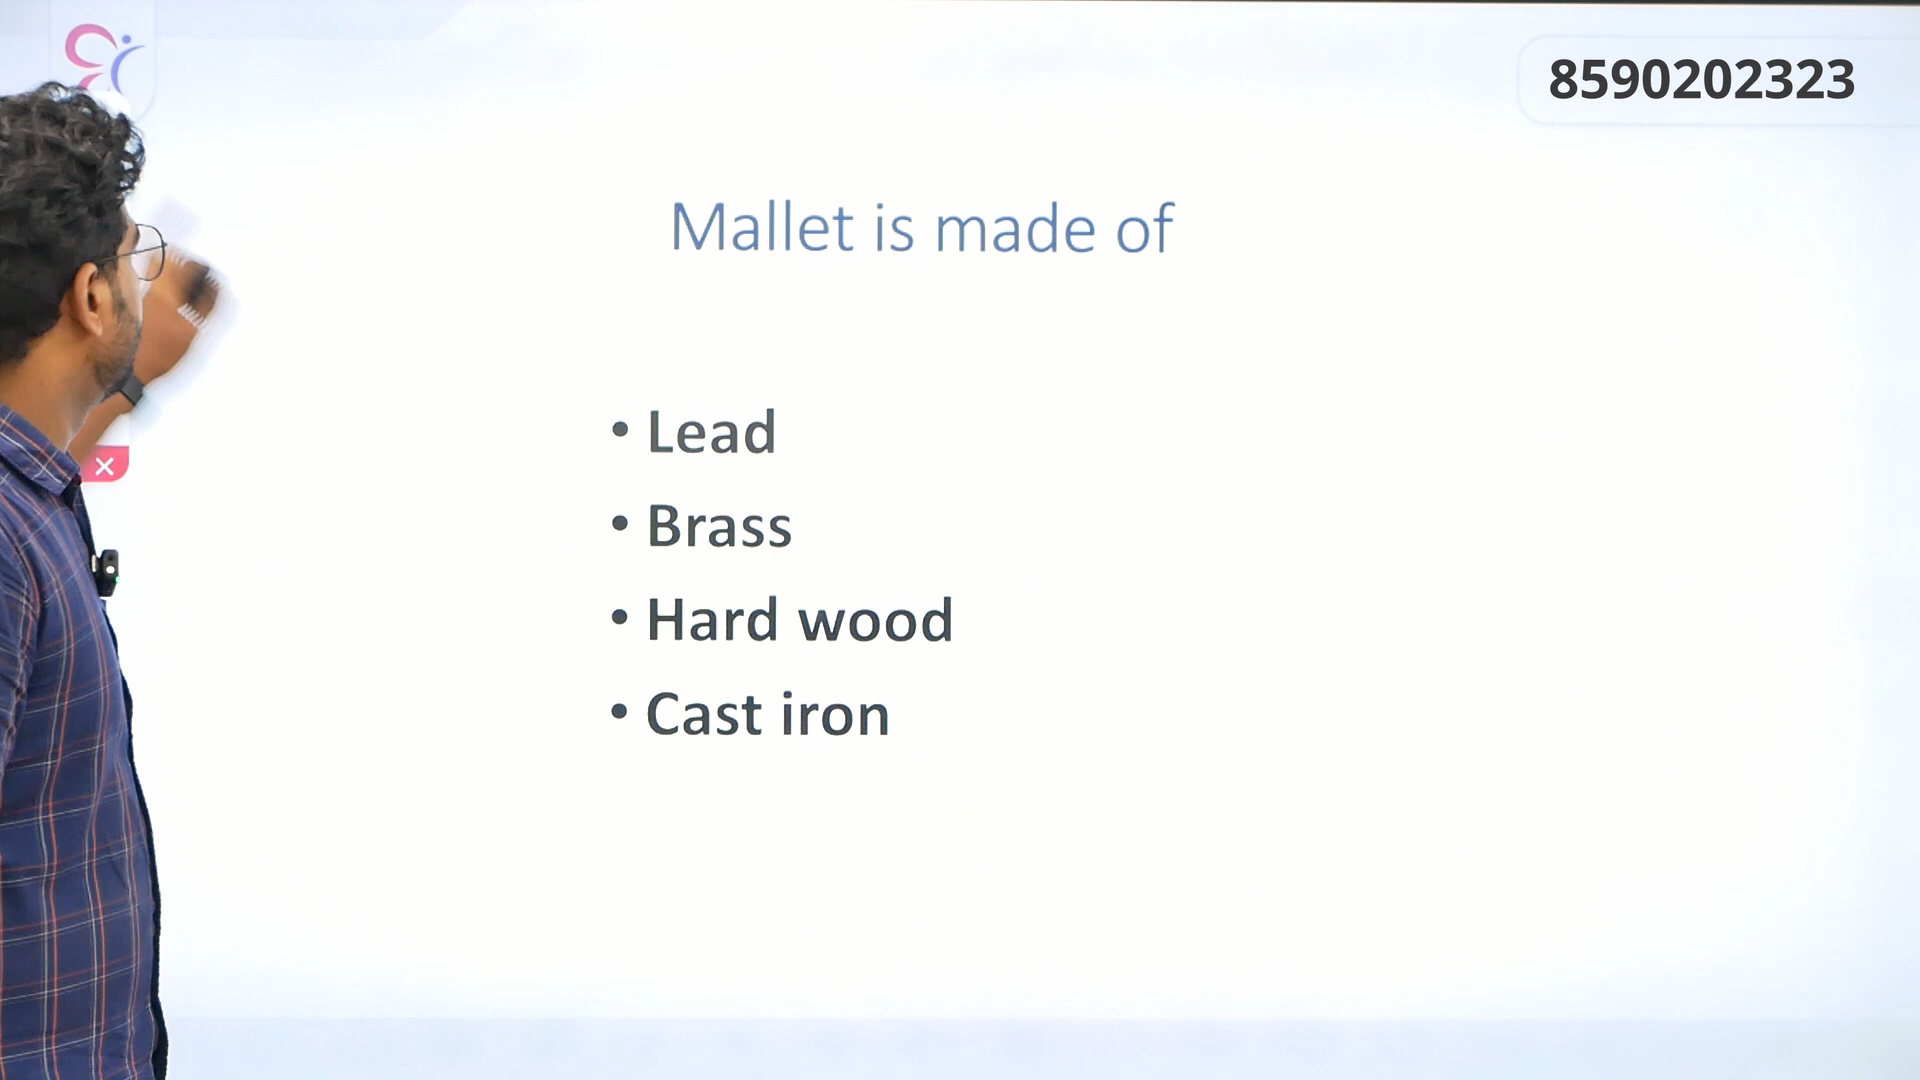 8590202323
Mallet is made of
• Lead
• Brass
• Hard wood
• Cast iron